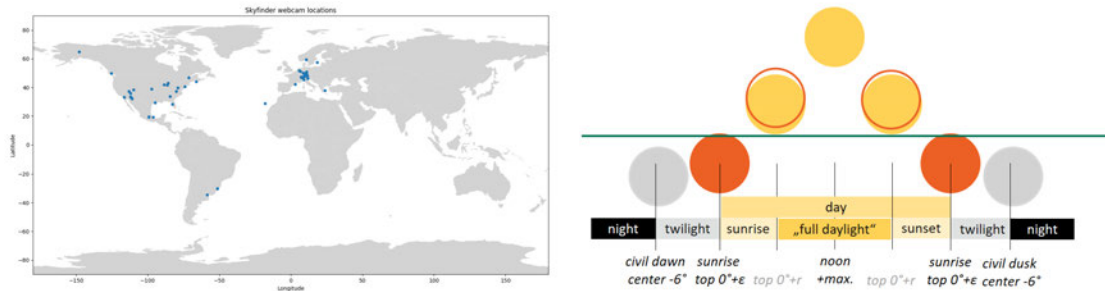 Skyfinder webcam locations
80
60
40
20
0
−20
−40
−60
−80
Latitude
−150
−100
−50
0
50
100
150
Longitude
day
night
twilight
sunrise
„full daylight“
sunset
twilight
night
civil dawn
center -6°
sunrise
top 0°+ε
top 0°+r
noon
+max.
top 0°+r
sunrise
top 0°+ε
civil dusk
center -6°